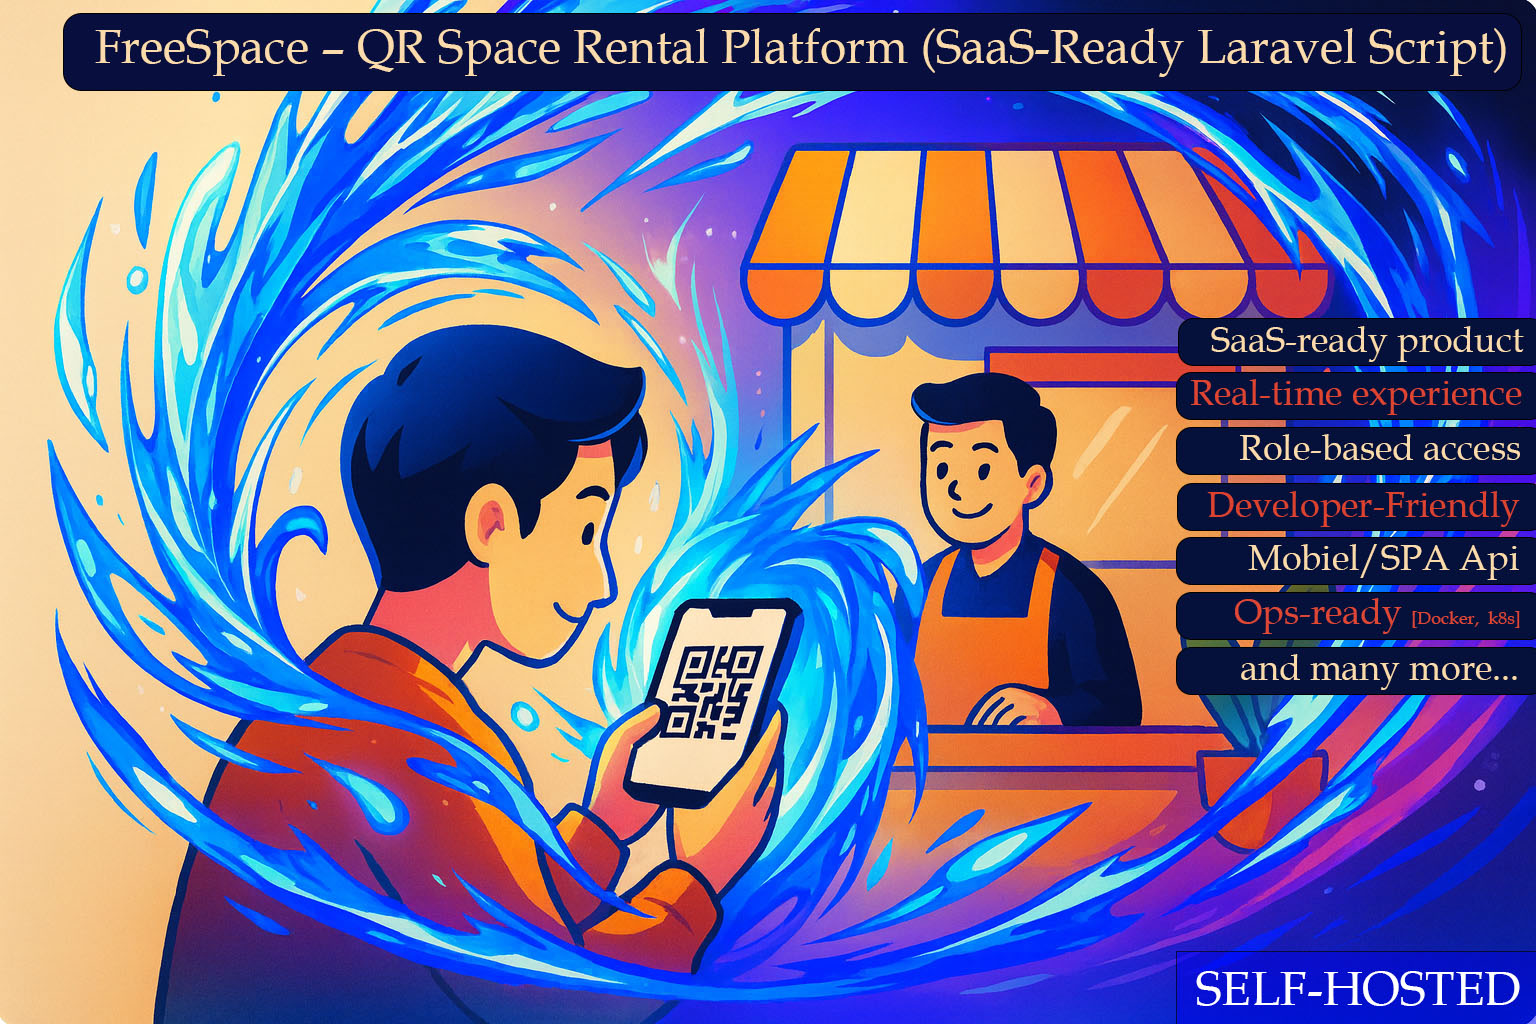 FreeSpace – QR Space Rental Platform (SaaS-Ready Laravel Script)
SaaS-ready product
Real-time experience
Role-based access
Developer-Friendly
Mobiel/SPA Api
Ops-ready [Docker, k8s]
and many more...
SELF-HOSTED